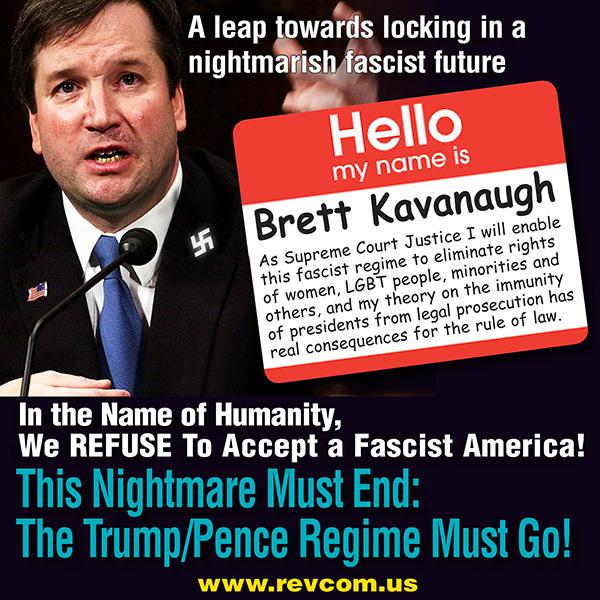 A leap towards locking in a
nightmarish fascist future
Hello
my name is
Brett Kavanaugh
As Supreme Court Justice I will enable
this fascist regime to eliminate rights
of women, LGBT people, minorities and
others, and my theory on the immunity
of presidents from legal prosecution has
real consequences for the rule of law.
In the Name of Humanity,
We REFUSE To Accept a Fascist America!
This Nightmare Must End:
The Trump/Pence Regime Must Go!
www.revcom.us